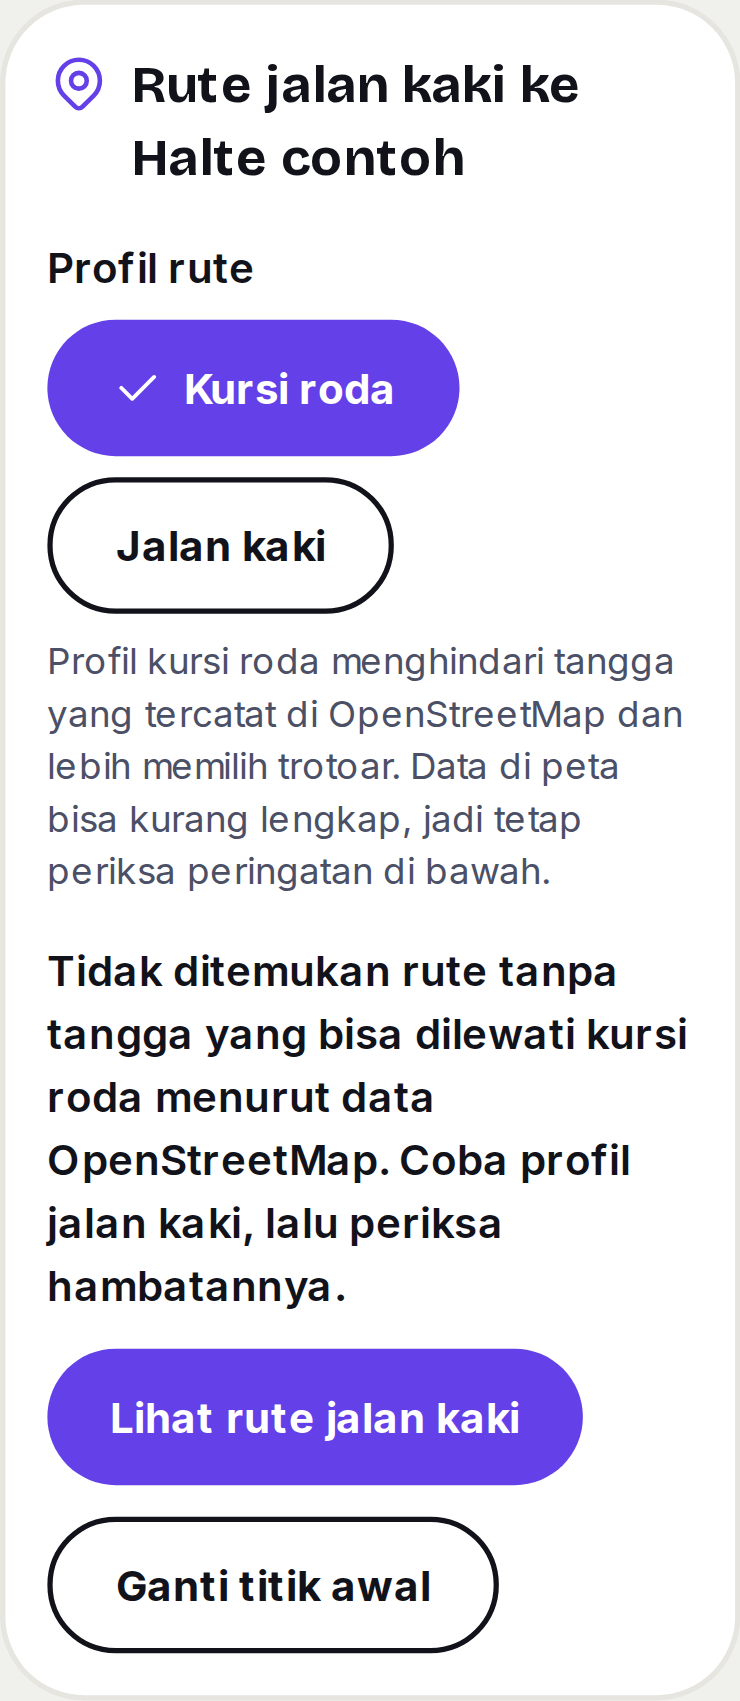 Rute jalan kaki ke
Halte contoh
Profil rute
Kursi roda
Jalan kaki
Profil kursi roda menghindari tangga
yang tercatat di OpenStreetMap dan
lebih memilih trotoar. Data di peta
bisa kurang lengkap, jadi tetap
periksa peringatan di bawah.
Tidak ditemukan rute tanpa
tangga yang bisa dilewati kursi
roda menurut data
OpenStreetMap. Coba profil
jalan kaki, lalu periksa
hambatannya.
Lihat rute jalan kaki
Ganti titik awal